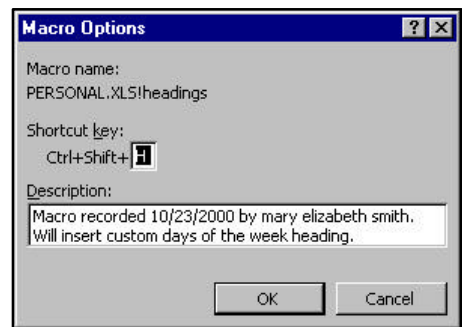 Macro Options
Macro name:
PERSONAL.XLS!headings
Shortcut key:
Ctrl+Shift+
Description:
Macro recorded 10/23/2000 by mary elizabeth smith.
Will insert custom days of the week heading.
OK
Cancel